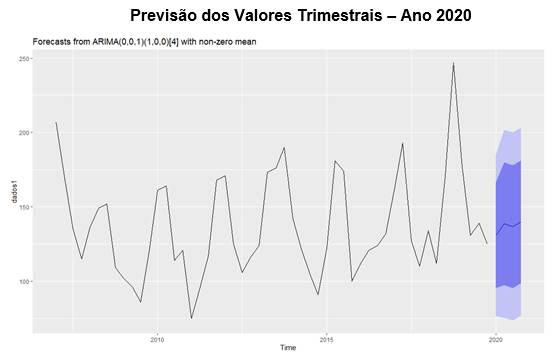 Previsão dos Valores Trimestrais – Ano 2020
Forecasts from ARIMA(0,0,1)(1,0,0)[4] with non-zero mean
250
200
150
100
dados1
2010
2015
2020
Time